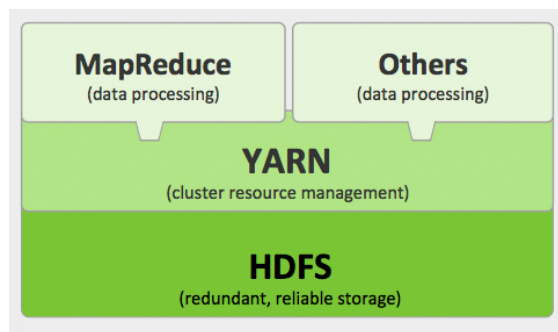 MapReduce
(data processing)
Others
(data processing)
YARN
(cluster resource management)
HDFS
(redundant, reliable storage)